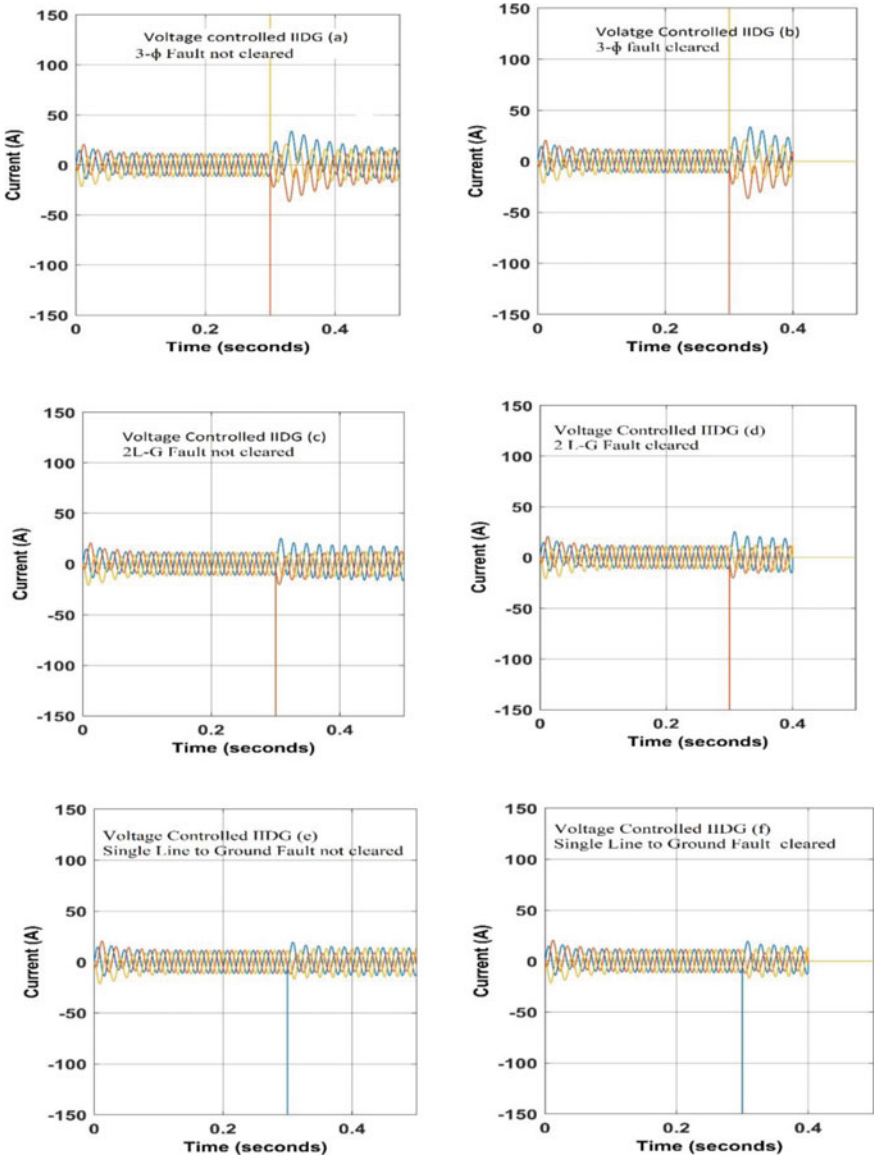 Voltage controlled IIDG (a)
3-ϕ Fault not cleared
150
100
50
0
-50
-100
-150
Current (A)
0
0.2
0.4
Time (seconds)
Volatge Controlled IIDG (b)
3-ϕ fault cleared
150
100
50
0
-50
-100
-150
Current (A)
0
0.2
0.4
Time (seconds)
Voltage Controlled IIDG (c)
2L-G Fault not cleared
150
100
50
0
-50
-100
-150
Current (A)
0
0.2
0.4
Time (seconds)
Voltage Controlled IIDG (d)
2 L-G Fault cleared
150
100
50
0
-50
-100
-150
Current (A)
0
0.2
0.4
Time (seconds)
Voltage Controlled IIDG (e)
Single Line to Ground Fault not cleared
150
100
50
0
-50
-100
-150
Current (A)
0
0.2
0.4
Time (seconds)
Voltage Controlled IIDG (f)
Single Line to Ground Fault cleared
150
100
50
0
-50
-100
-150
Current (A)
0
0.2
0.4
Time (seconds)